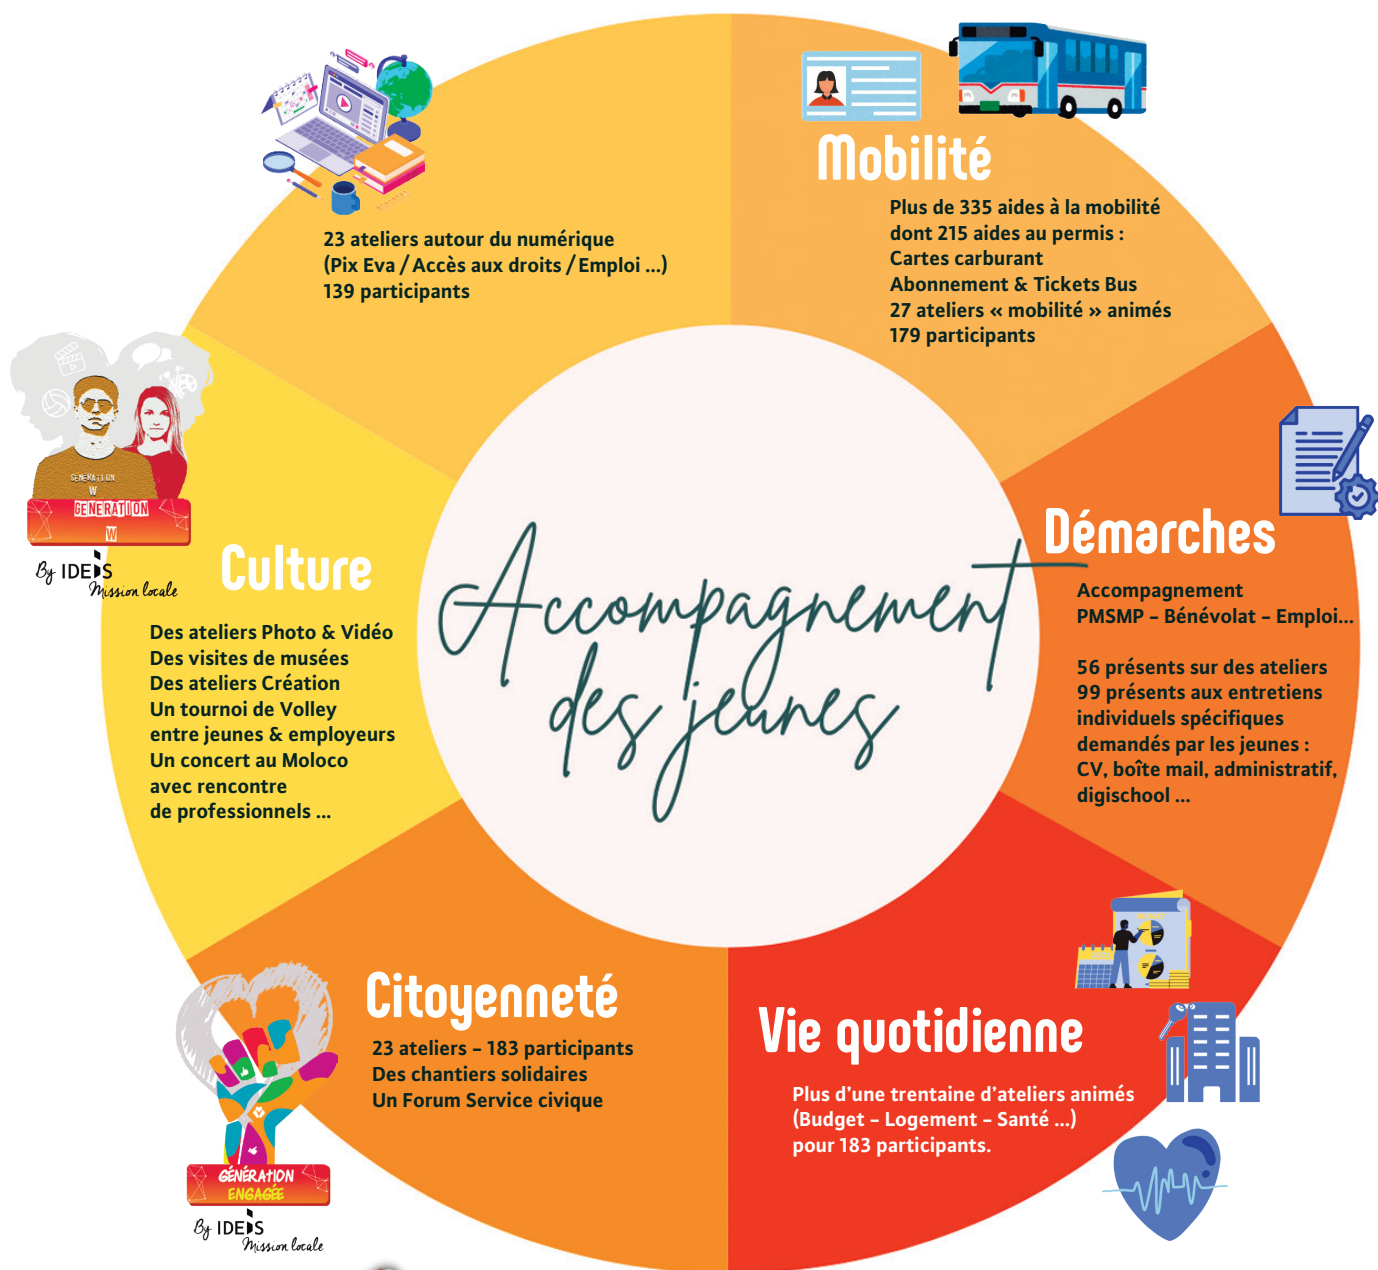 Mobilité
Plus de 335 aides à la mobilité
dont 215 aides au permis :
Cartes carburant
Abonnement & Tickets Bus
27 ateliers « mobilité » animés
179 participants
23 ateliers autour du numérique
(Pix Eva / Accès aux droits / Emploi ...)
139 participants
GENERATION
W
GENERATION
W
By IDEIS
Mission locale
Culture
Des ateliers Photo & Vidéo
Des visites de musées
Des ateliers Création
Un tournoi de Volley
entre jeunes & employeurs
Un concert au Moloco
avec rencontre
de professionnels ...
Accompagnement
des jeunes
Démarches
Accompagnement
PMSMP – Bénévolat – Emploi...
56 présents sur des ateliers
99 présents aux entretiens
individuels spécifiques
demandés par les jeunes :
CV, boîte mail, administratif,
digischool ...
Citoyenneté
23 ateliers – 183 participants
Des chantiers solidaires
Un Forum Service civique
GÉNÉRATION
ENGAGÉE
By IDEIS
Mission locale
Vie quotidienne
Plus d'une trentaine d'ateliers animés
(Budget – Logement – Santé ...)
pour 183 participants.